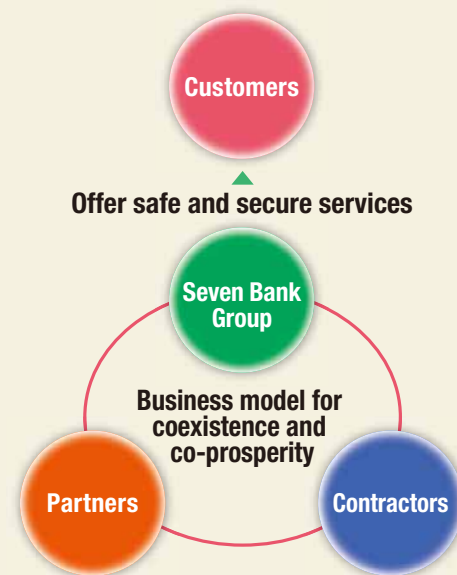 Customers
Offer safe and secure services
Seven Bank
Group
Business model for
coexistence and
co-prosperity
Partners
Contractors